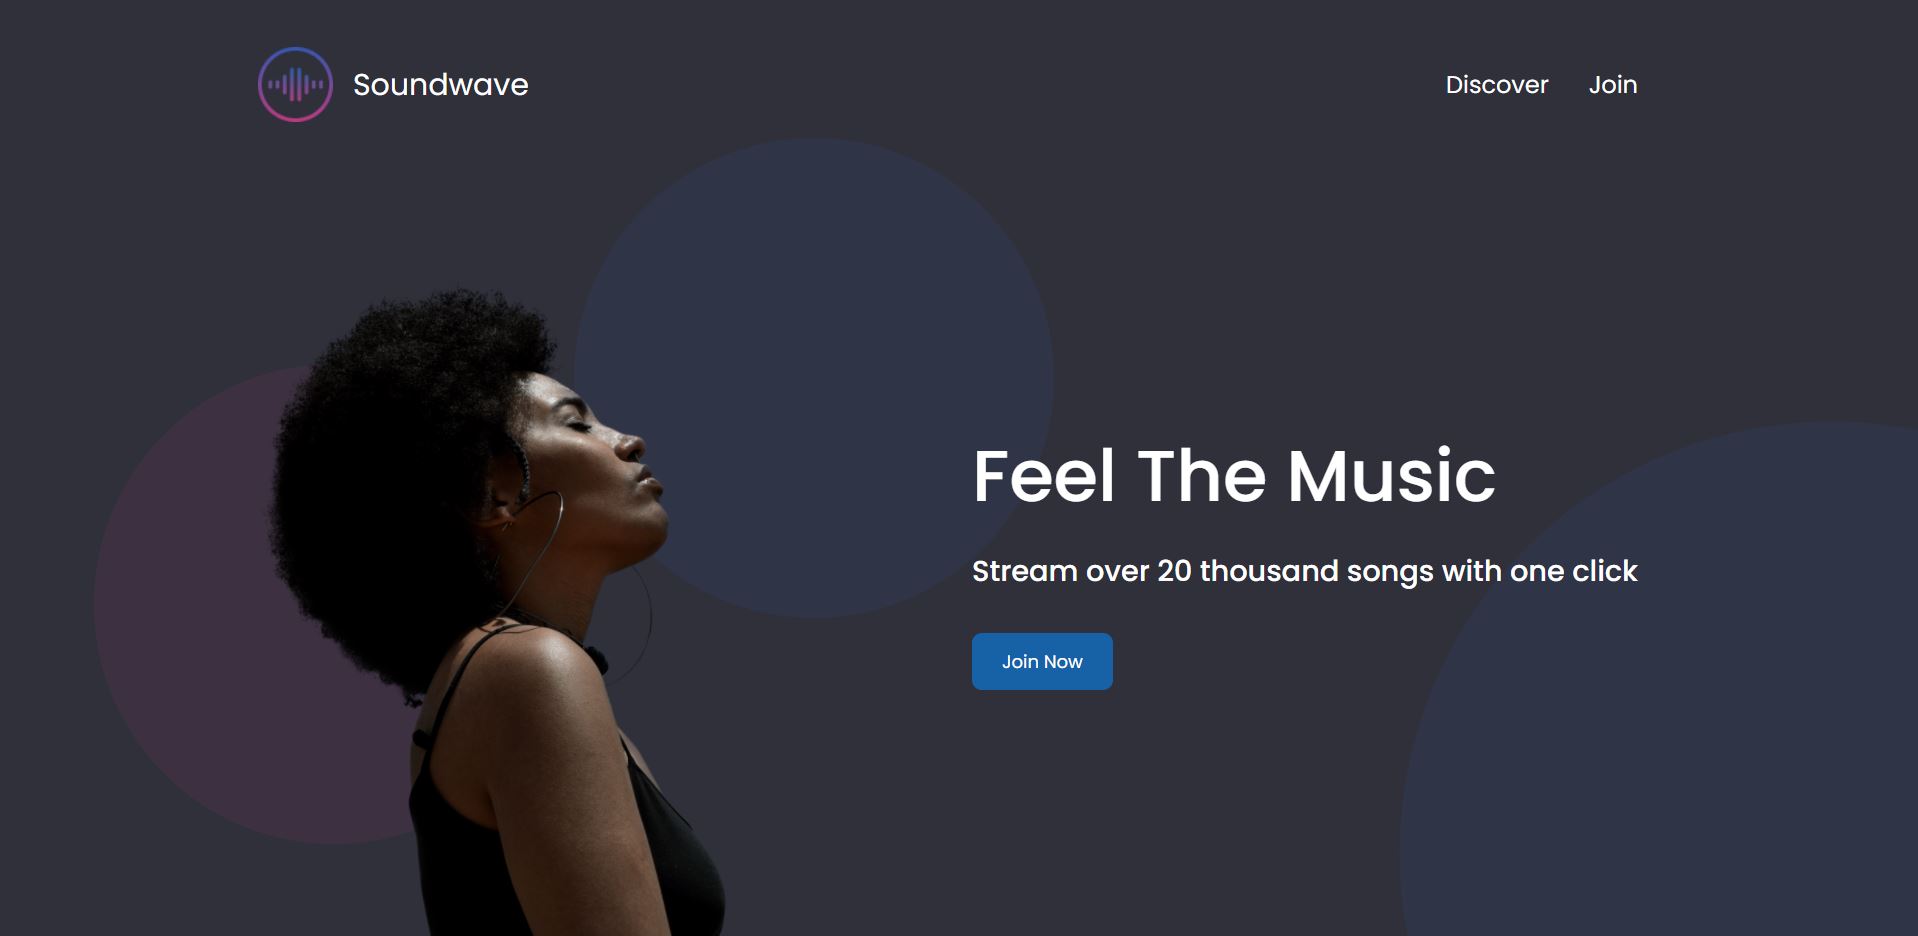 Soundwave
Discover
Join
Feel The Music
Stream over 20 thousand songs with one click
Join Now